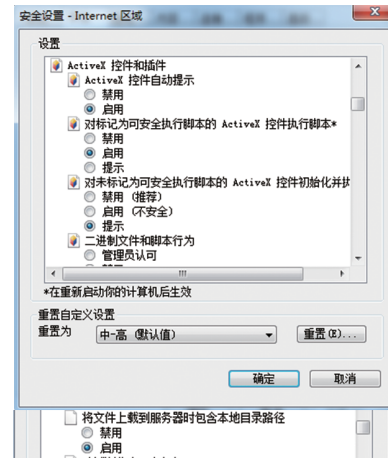 安全设置 - Internet 区域
设置
ActiveX 控件和插件
ActiveX 控件自动提示
禁用
启用
对标记为可安全执行脚本的 ActiveX 控件执行脚本*
禁用
启用
提示
对未标记为可安全执行脚本的 ActiveX 控件初始化并
禁用 (推荐)
启用 (不安全)
提示
二进制文件和脚本行为
管理员认可
*在重新启动你的计算机后生效
重置自定义设置
重置为
中-高 (默认值)
重置(E)...
确定
取消
将文件上载到服务器时包含本地目录路径
禁用
启用